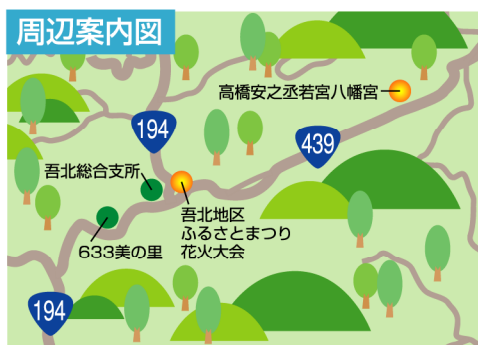 周辺案内図
高橋安之丞若宮八幡宮
194
439
吾北総合支所
吾北地区
ふるさとまつり
花火大会
633美の里
194